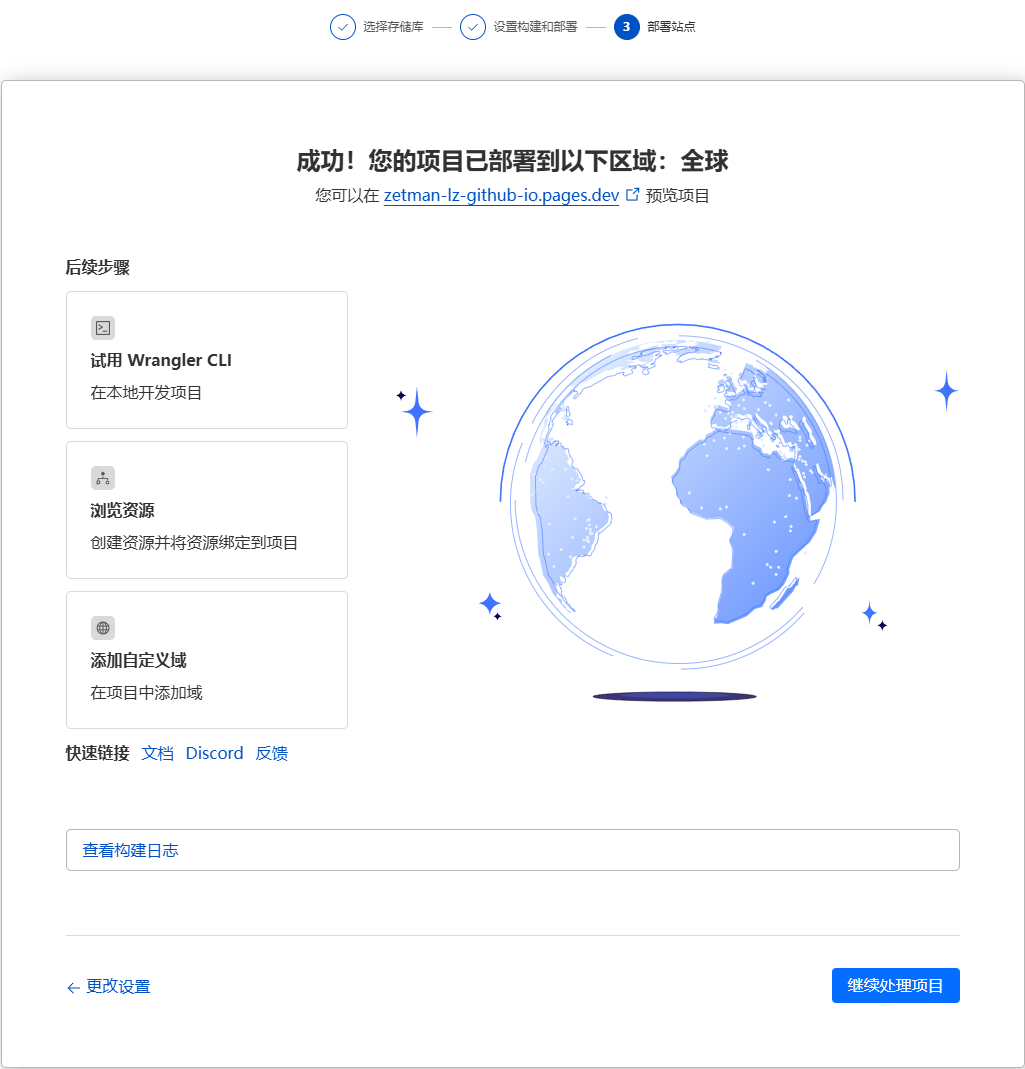 选择存储库
设置构建和部署
3 部署站点
成功！您的项目已部署到以下区域：全球
您可以在 zetman-lz-github-io.pages.dev 预览项目
后续步骤
试用 Wrangler CLI
在本地开发项目
浏览资源
创建资源并将资源绑定到项目
添加自定义域
在项目中添加域
快速链接 文档 Discord 反馈
查看构建日志
← 更改设置
继续处理项目